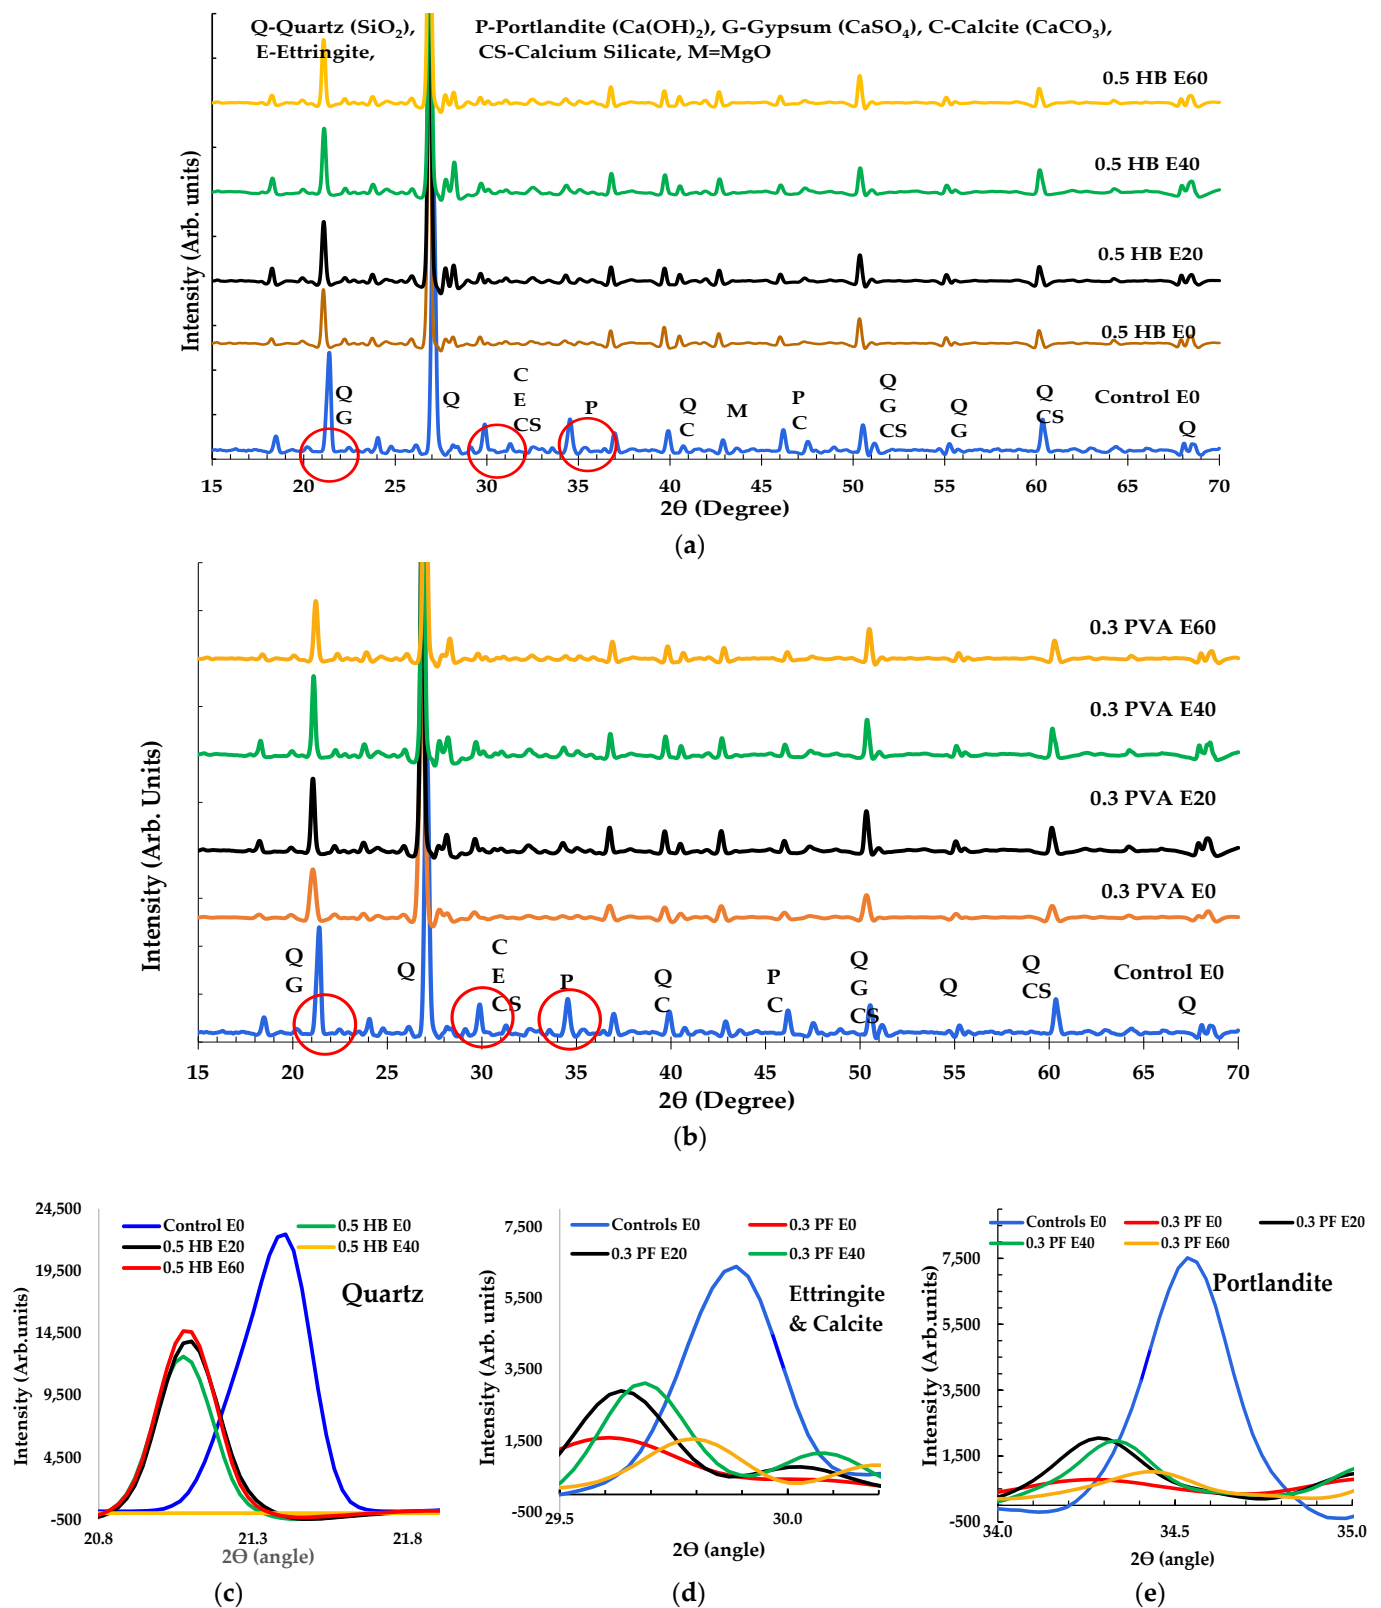 Q-Quartz (SiO₂), P-Portlandite (Ca(OH)₂), G-Gypsum (CaSO₄), C-Calcite (CaCO₃),
E-Ettringite, CS-Calcium Silicate, M=MgO
0.5 HB E60
0.5 HB E40
0.5 HB E20
0.5 HB E0
Control E0
Intensity (Arb. units)
Q
G
Q
C
E
CS
P
Q
C
M
P
C
Q
G
CS
Q
G
Q
CS
Q
15 20 25 30 35 40 45 50 55 60 65 70
2θ (Degree)
(a)
0.3 PVA E60
0.3 PVA E40
0.3 PVA E20
0.3 PVA E0
Control E0
Intensity (Arb. Units)
Q
G
Q
C
E
CS
P
Q
C
P
C
Q
G
CS
Q
Q
CS
Q
15 20 25 30 35 40 45 50 55 60 65 70
2θ (Degree)
(b)
24,500
19,500
14,500
9,500
4,500
-500
Intensity (Arb.units)
Control E0 0.5 HB E0
0.5 HB E20 0.5 HB E40
0.5 HB E60
Quartz
20.8 21.3 21.8
2Θ (angle)
(c)
7,500
5,500
3,500
1,500
-500
Intensity (Arb. units)
Controls E0 0.3 PF E0
0.3 PF E20 0.3 PF E40
Ettringite
& Calcite
29.5 30.0
2Θ (angle)
(d)
7,500
5,500
3,500
1,500
-500
Intensity (Arb.units)
Controls E0 0.3 PF E0 0.3 PF E20
0.3 PF E40 0.3 PF E60
Portlandite
34.0 34.5 35.0
2Θ (angle)
(e)